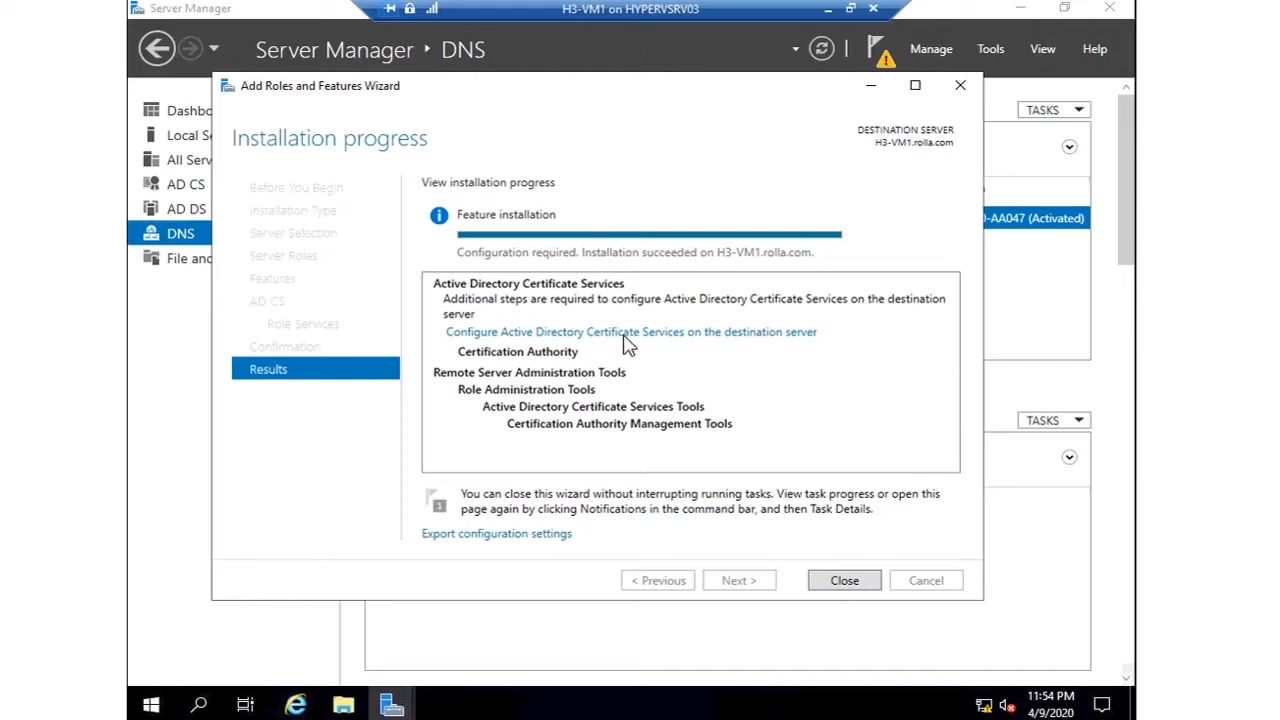 Server Manager
H3-VM1 on HYPERVSRV03
Server Manager DNS
Manage
Tools
View
Help
Dashbo
Local Se
All Serv
AD CS
AD DS
DNS
File and
TASKS
-AA047 (Activated)
TASKS
Add Roles and Features Wizard
Installation progress
DESTINATION SERVER
H3-VM1.rolla.com
Before You Begin
Installation Type
Server Selection
Server Roles
Features
AD CS
Role Services
Confirmation
Results
View installation progress
Feature installation
Configuration required. Installation succeeded on H3-VM1.rolla.com.
Active Directory Certificate Services
Additional steps are required to configure Active Directory Certificate Services on the destination
server
Configure Active Directory Certificate Services on the destination server
Certification Authority
Remote Server Administration Tools
Role Administration Tools
Active Directory Certificate Services Tools
Certification Authority Management Tools
1
You can close this wizard without interrupting running tasks. View task progress or open this
page again by clicking Notifications in the command bar, and then Task Details.
Export configuration settings
< Previous
Next >
Close
Cancel
11:54 PM
4/9/2020